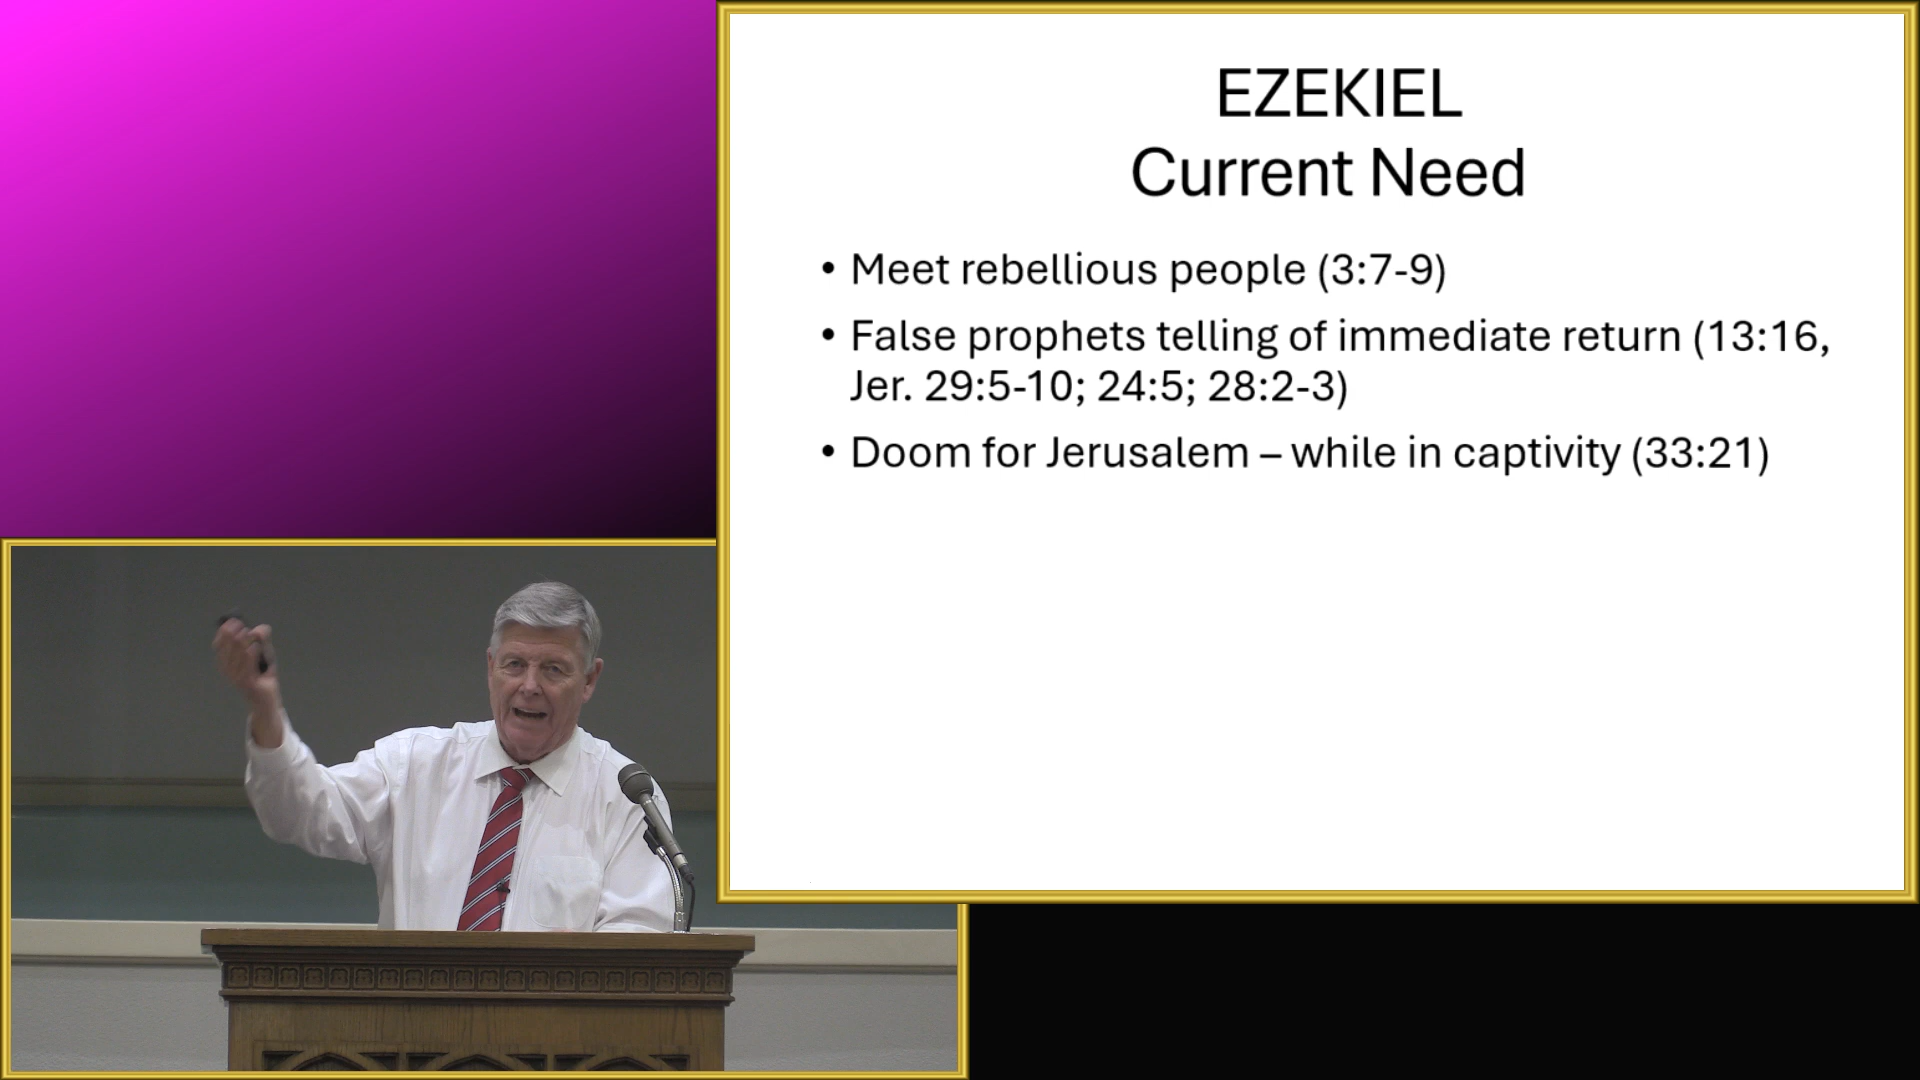 EZEKIEL
Current Need
• Meet rebellious people (3:7-9)
• False prophets telling of immediate return (13:16,
Jer. 29:5-10; 24:5; 28:2-3)
• Doom for Jerusalem – while in captivity (33:21)